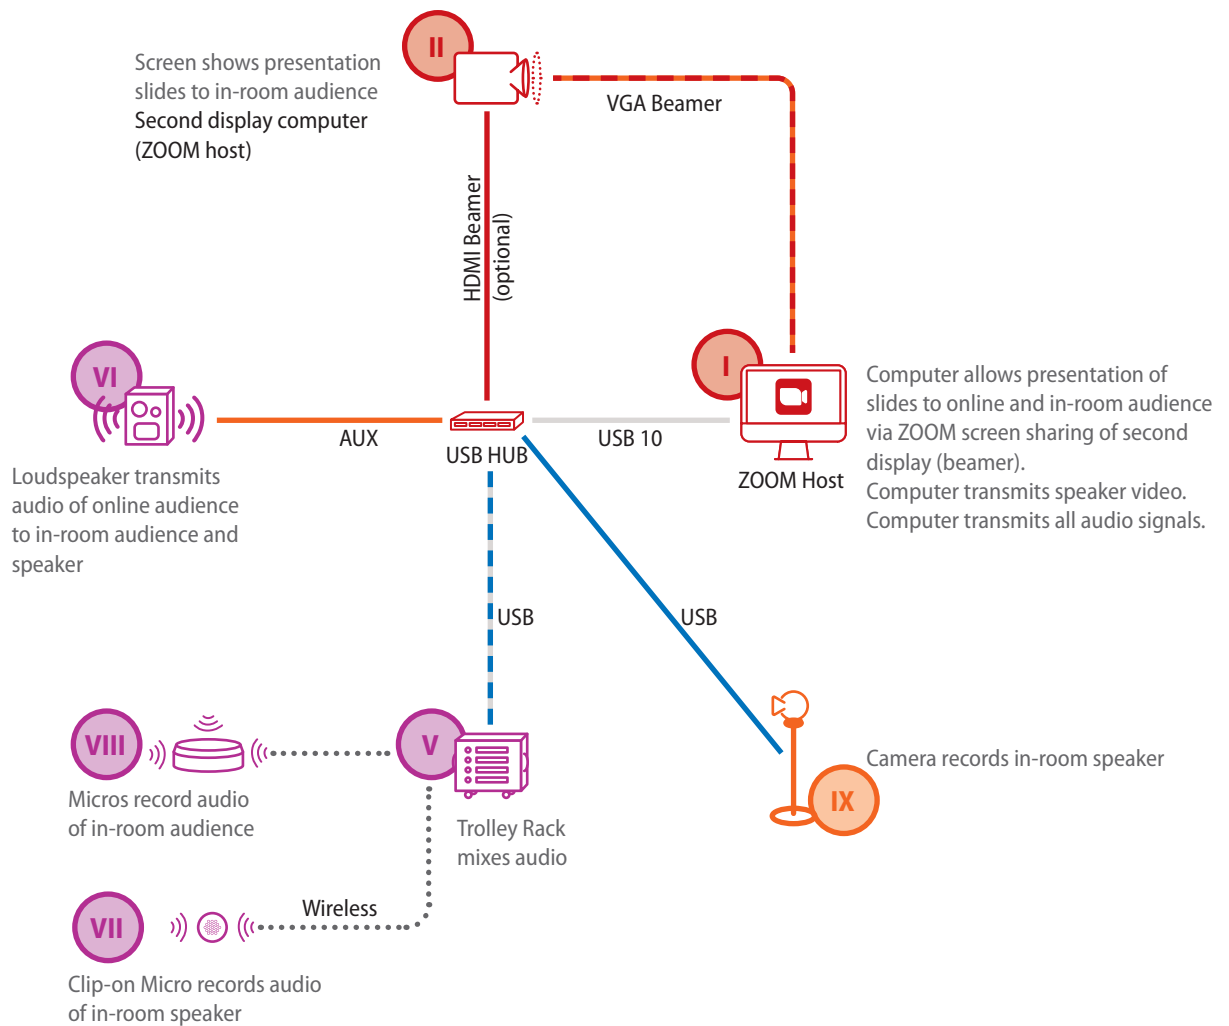 II
Screen shows presentation
slides to in-room audience
Second display computer
(ZOOM host)
VGA Beamer
HDMI Beamer
(optional)
I
VI
Computer allows presentation of
slides to online and in-room audience
via ZOOM screen sharing of second
display (beamer).
Computer transmits speaker video.
Computer transmits all audio signals.
AUX
USB HUB
USB 10
ZOOM Host
Loudspeaker transmits
audio of online audience
to in-room audience and
speaker
USB
USB
VIII
V
Camera records in-room speaker
IX
Micros record audio
of in-room audience
Trolley Rack
mixes audio
Wireless
VII
Clip-on Micro records audio
of in-room speaker